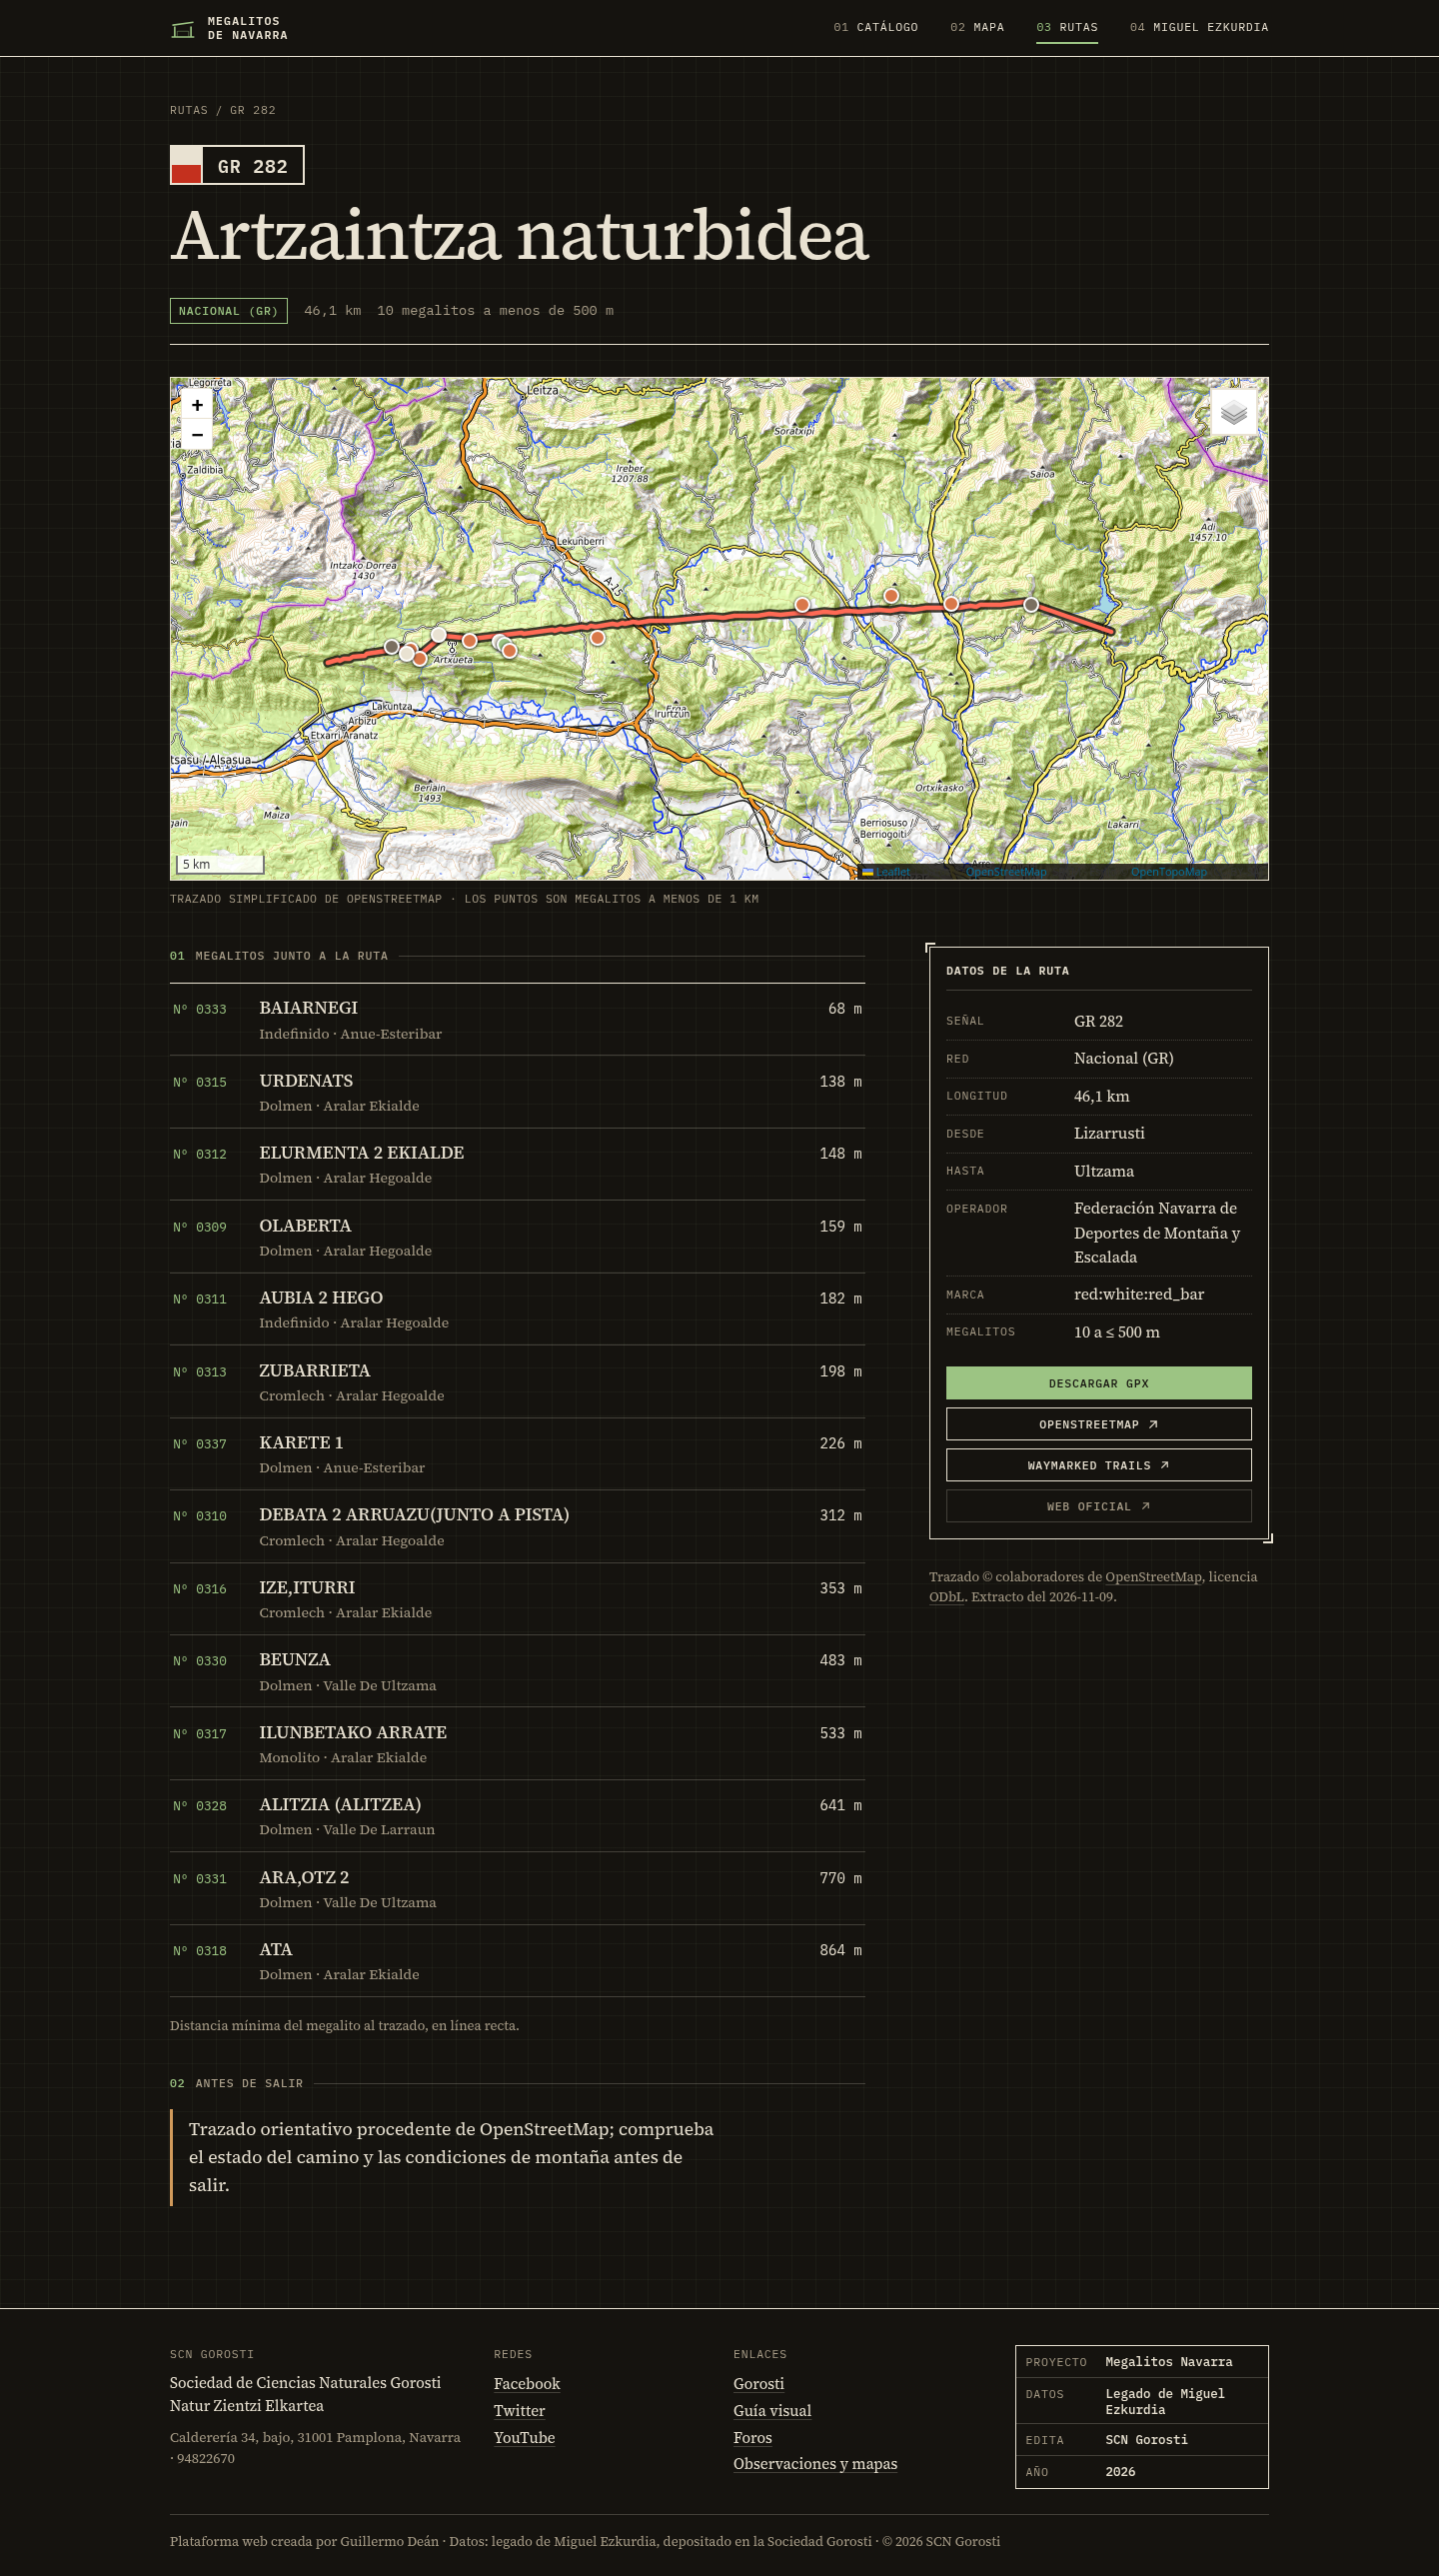 MEGALITOS
DE NAVARRA
01 CATÁLOGO
02 MAPA
03 RUTAS
04 MIGUEL EZKURDIA
RUTAS / GR 282
GR 282
Artzaintza naturbidea
NACIONAL (GR)
46,1 km
10 megalitos a menos de 500 m
Legorreta
+
−
Zaldibia
Leitza
Soratxipi
Ireber
1207.88
Saioa
Adi
1457.10
Lekunberri
Intzako Dorrea
1430
A-15
Artxueta
Lakuntza
Arbizu
Etxarri Aranatz
Erga
Irurtzun
tsasu / Alsasua
Beriain
1493
Maiza
gain
Ortxikasko
Berriosuso /
Berriogoiti
Lakarri
5 km
Leaflet
OpenStreetMap
OpenTopoMap
TRAZADO SIMPLIFICADO DE OPENSTREETMAP · LOS PUNTOS SON MEGALITOS A MENOS DE 1 KM
01 MEGALITOS JUNTO A LA RUTA
Nº 0333 BAIARNEGI 68 m
Indefinido · Anue-Esteribar
Nº 0315 URDENATS 138 m
Dolmen · Aralar Ekialde
Nº 0312 ELURMENTA 2 EKIALDE 148 m
Dolmen · Aralar Hegoalde
Nº 0309 OLABERTA 159 m
Dolmen · Aralar Hegoalde
Nº 0311 AUBIA 2 HEGO 182 m
Indefinido · Aralar Hegoalde
Nº 0313 ZUBARRIETA 198 m
Cromlech · Aralar Hegoalde
Nº 0337 KARETE 1 226 m
Dolmen · Anue-Esteribar
Nº 0310 DEBATA 2 ARRUAZU(JUNTO A PISTA) 312 m
Cromlech · Aralar Hegoalde
Nº 0316 IZE,ITURRI 353 m
Cromlech · Aralar Ekialde
Nº 0330 BEUNZA 483 m
Dolmen · Valle De Ultzama
Nº 0317 ILUNBETAKO ARRATE 533 m
Monolito · Aralar Ekialde
Nº 0328 ALITZIA (ALITZEA) 641 m
Dolmen · Valle De Larraun
Nº 0331 ARA,OTZ 2 770 m
Dolmen · Valle De Ultzama
Nº 0318 ATA 864 m
Dolmen · Aralar Ekialde
Distancia mínima del megalito al trazado, en línea recta.
02 ANTES DE SALIR
Trazado orientativo procedente de OpenStreetMap; comprueba
el estado del camino y las condiciones de montaña antes de
salir.
DATOS DE LA RUTA
SEÑAL GR 282
RED Nacional (GR)
LONGITUD 46,1 km
DESDE Lizarrusti
HASTA Ultzama
OPERADOR Federación Navarra de
Deportes de Montaña y
Escalada
MARCA red:white:red_bar
MEGALITOS 10 a ≤ 500 m
DESCARGAR GPX
OPENSTREETMAP ↗
WAYMARKED TRAILS ↗
WEB OFICIAL ↗
Trazado © colaboradores de OpenStreetMap, licencia
ODbL. Extracto del 2026-11-09.
SCN GOROSTI
Sociedad de Ciencias Naturales Gorosti
Natur Zientzi Elkartea
Calderería 34, bajo, 31001 Pamplona, Navarra
· 94822670
REDES
Facebook
Twitter
YouTube
ENLACES
Gorosti
Guía visual
Foros
Observaciones y mapas
PROYECTO Megalitos Navarra
DATOS Legado de Miguel
Ezkurdia
EDITA SCN Gorosti
AÑO 2026
Plataforma web creada por Guillermo Deán · Datos: legado de Miguel Ezkurdia, depositado en la Sociedad Gorosti · © 2026 SCN Gorosti